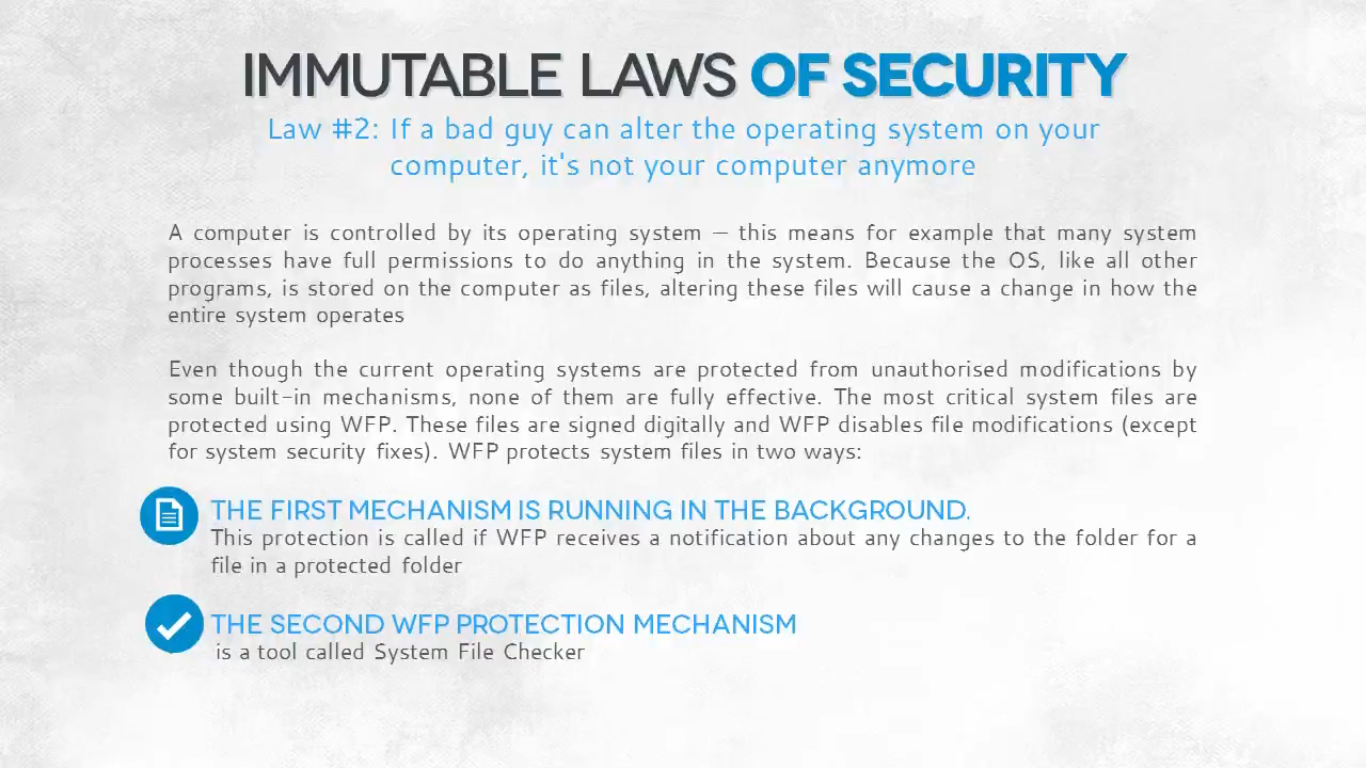 IMMUTABLE LAWS OF SECURITY
Law #2: If a bad guy can alter the operating system on your
computer, it's not your computer anymore
A computer is controlled by its operating system – this means for example that many system
processes have full permissions to do anything in the system. Because the OS, like all other
programs, is stored on the computer as files, altering these files will cause a change in how the
entire system operates
Even though the current operating systems are protected from unauthorised modifications by
some built-in mechanisms, none of them are fully effective. The most critical system files are
protected using WFP. These files are signed digitally and WFP disables file modifications (except
for system security fixes). WFP protects system files in two ways:
THE FIRST MECHANISM IS RUNNING IN THE BACKGROUND.
This protection is called if WFP receives a notification about any changes to the folder for a
file in a protected folder
THE SECOND WFP PROTECTION MECHANISM
is a tool called System File Checker